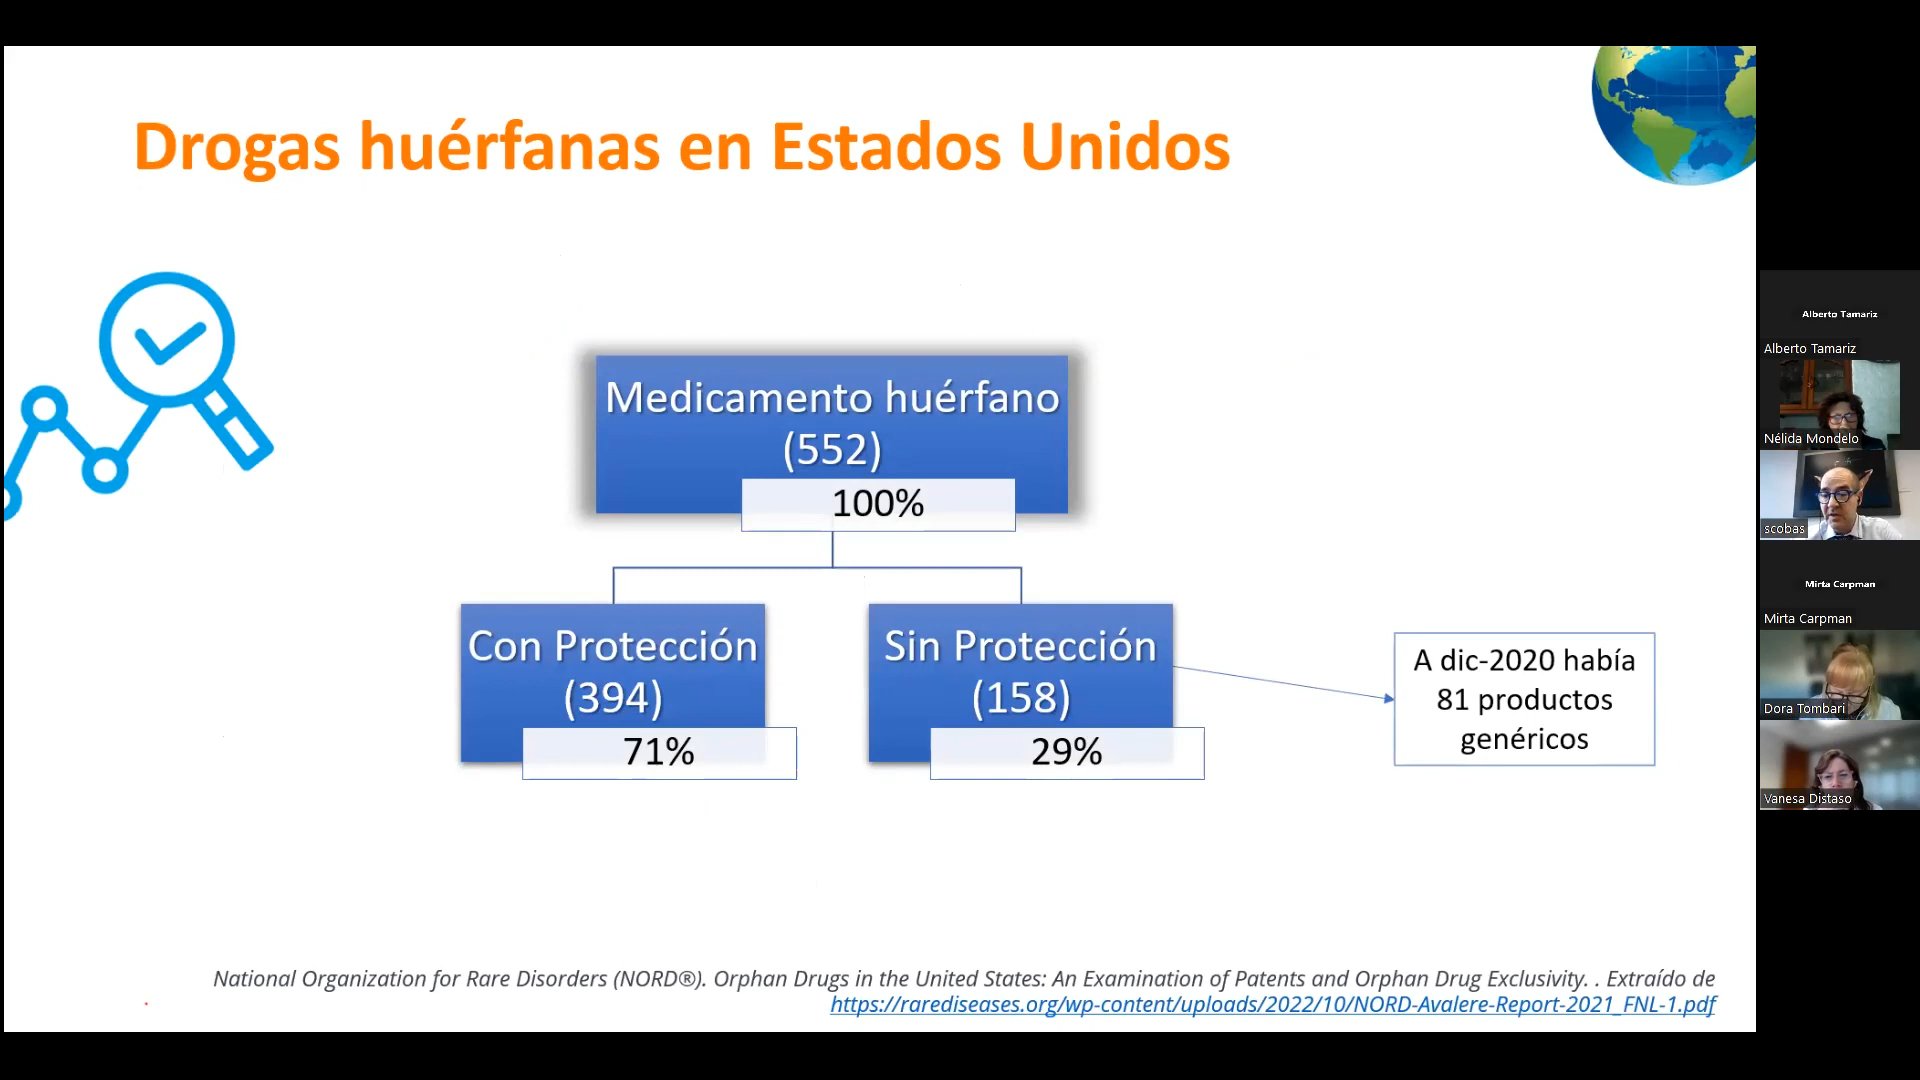 Drogas huérfanas en Estados Unidos
Medicamento huérfano
(552)
100%
Con Protección
(394)
71%
Sin Protección
(158)
29%
A dic-2020 había
81 productos
genéricos
National Organization for Rare Disorders (NORD®). Orphan Drugs in the United States: An Examination of Patents and Orphan Drug Exclusivity. . Extraído de
https://rarediseases.org/wp-content/uploads/2022/10/NORD-Avalere-Report-2021_FNL-1.pdf
Alberto Tamariz
Alberto Tamariz
Nélida Mondelo
scobas
Mirta Carpman
Mirta Carpman
Dora Tombari
Vanesa Distaso